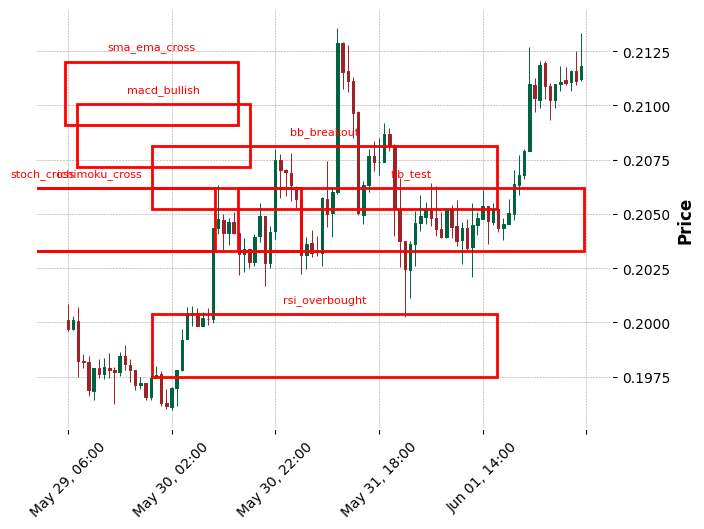 sma_ema_cross
macd_bullish
bb_breakout
stoch_cross
ichimoku_cross
fib_test
rsi_overbought
0.2125
0.2100
0.2075
0.2050
0.2025
0.2000
0.1975
Price
May 29, 06:00
May 30, 02:00
May 30, 22:00
May 31, 18:00
Jun 01, 14:00